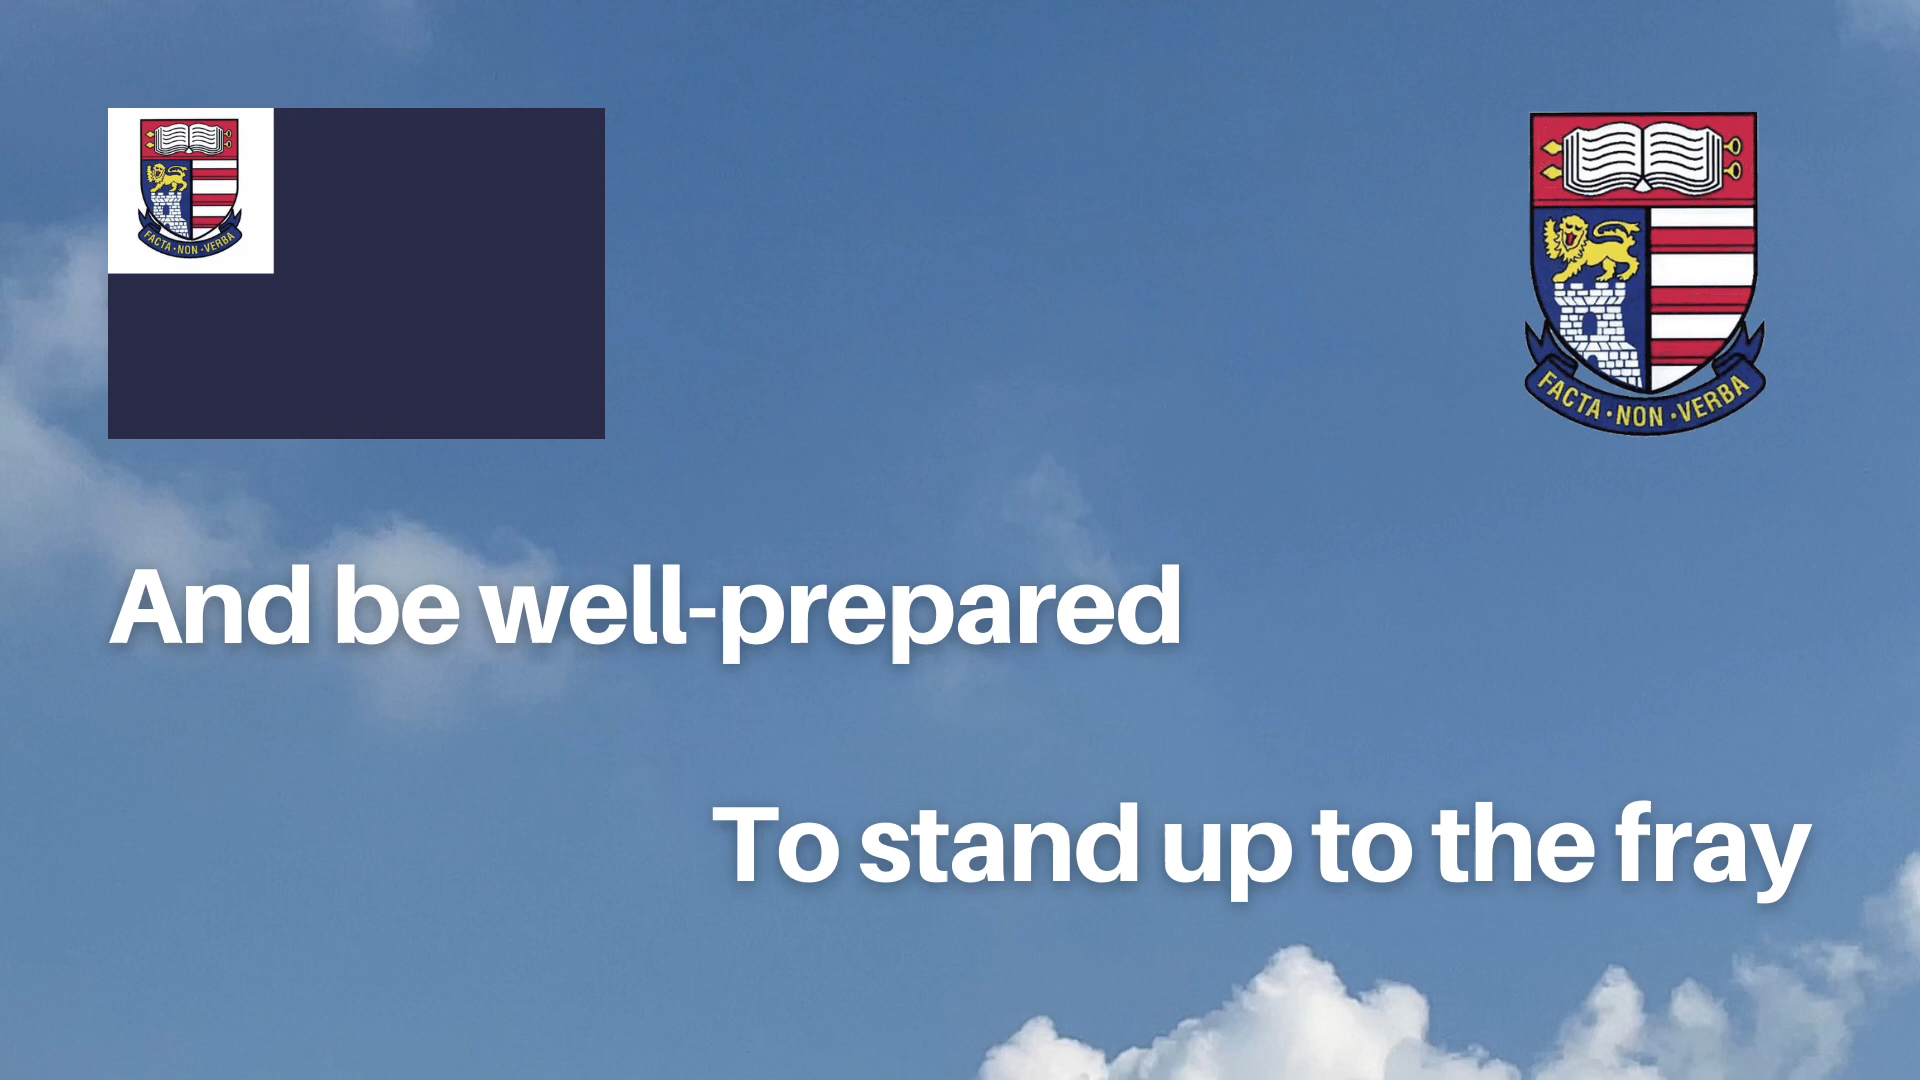 FACTA·NON·VERBA
FACTA·NON·VERBA
And be well-prepared
To stand up to the fray